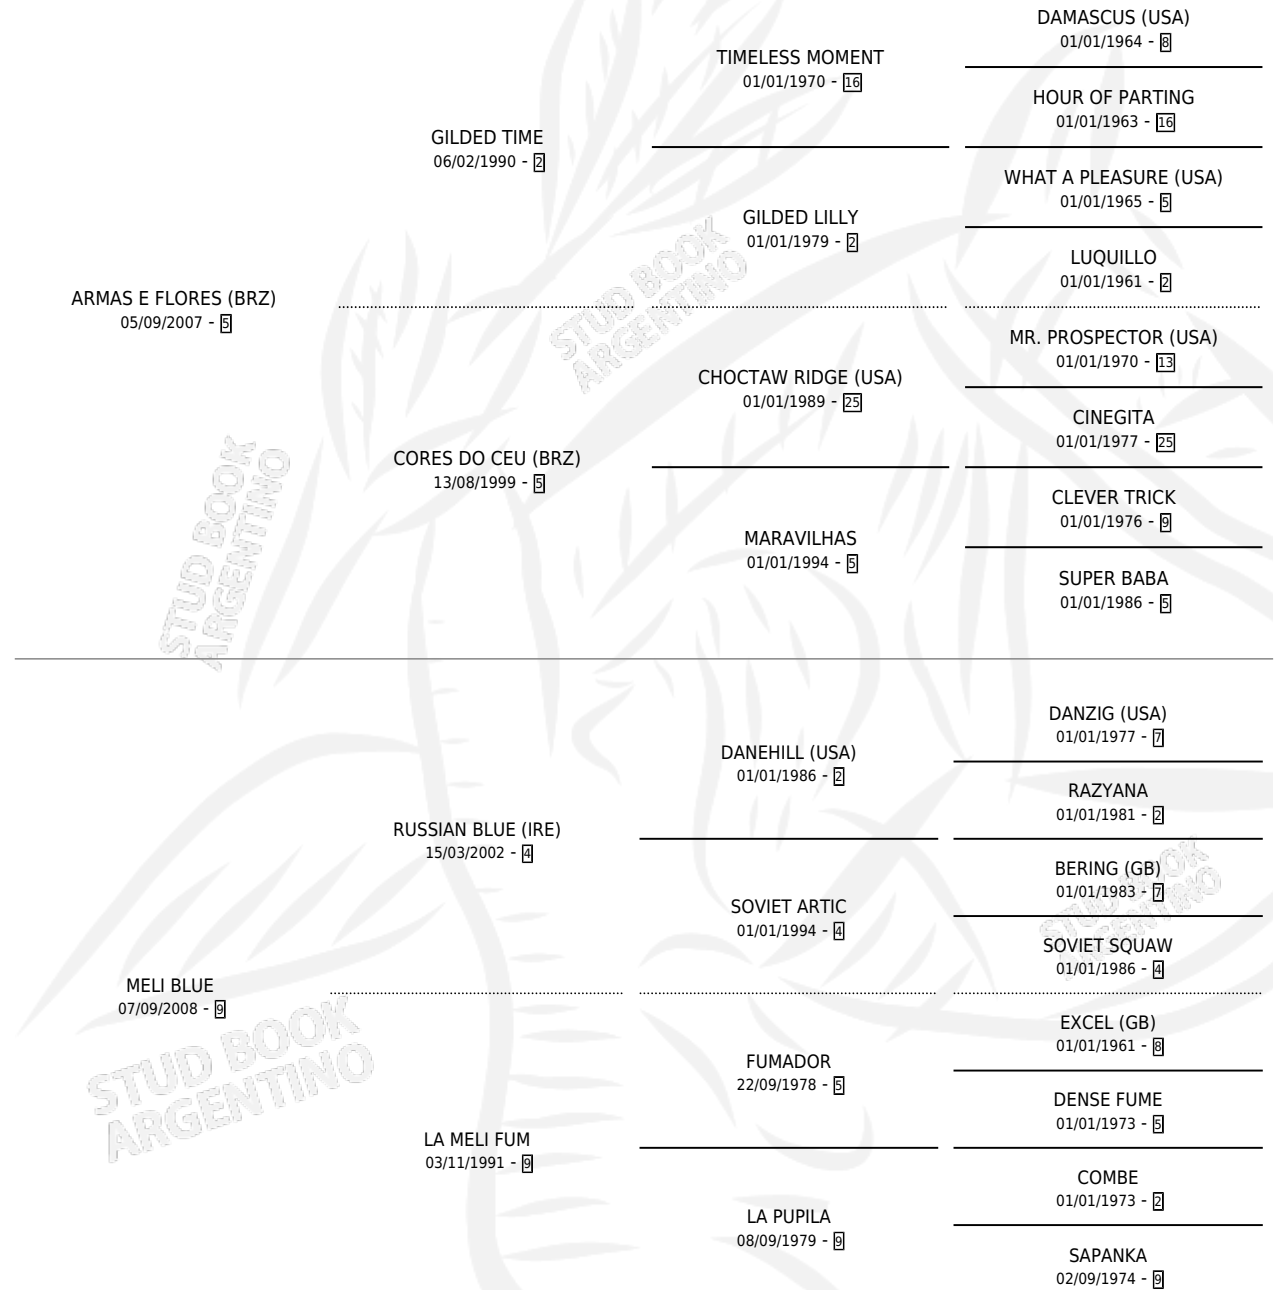 DAMASCUS (USA)
01/01/1964 - 8
TIMELESS MOMENT
01/01/1970 - 16
HOUR OF PARTING
01/01/1963 - 16
GILDED TIME
06/02/1990 - 2
WHAT A PLEASURE (USA)
01/01/1965 - 5
GILDED LILLY
01/01/1979 - 2
LUQUILLO
01/01/1961 - 2
ARMAS E FLORES (BRZ)
05/09/2007 - 5
MR. PROSPECTOR (USA)
01/01/1970 - 13
CHOCTAW RIDGE (USA)
01/01/1989 - 25
CINEGITA
01/01/1977 - 25
CORES DO CEU (BRZ)
13/08/1999 - 5
CLEVER TRICK
01/01/1976 - 9
MARAVILHAS
01/01/1994 - 5
SUPER BABA
01/01/1986 - 5
DANZIG (USA)
01/01/1977 - 7
DANEHILL (USA)
01/01/1986 - 2
RAZYANA
01/01/1981 - 2
RUSSIAN BLUE (IRE)
15/03/2002 - 4
BERING (GB)
01/01/1983 - 7
SOVIET ARTIC
01/01/1994 - 4
SOVIET SQUAW
01/01/1986 - 4
MELI BLUE
07/09/2008 - 9
EXCEL (GB)
01/01/1961 - 8
FUMADOR
22/09/1978 - 5
DENSE FUME
01/01/1973 - 5
LA MELI FUM
03/11/1991 - 9
COMBE
01/01/1973 - 2
LA PUPILA
08/09/1979 - 9
SAPANKA
02/09/1974 - 9
STUD BOOK
ARGENTINO
STUD BOOK
ARGENTINO
STUD BOOK
ARGENTINO
STUD BOOK
ARGENTINO